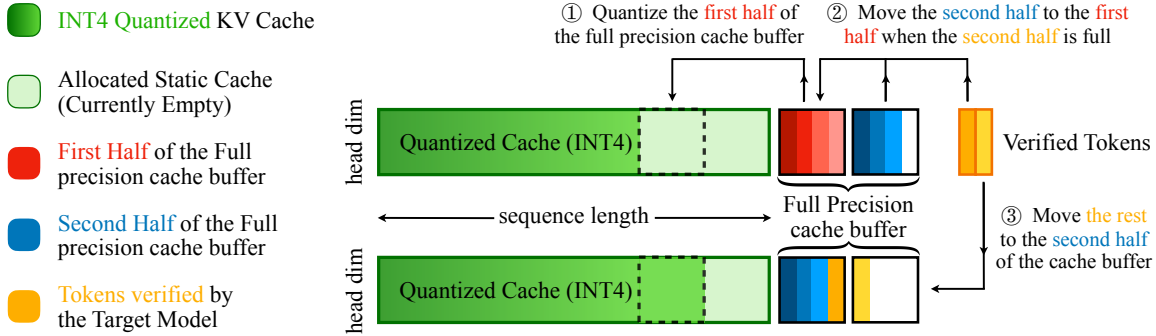 INT4 Quantized KV Cache
Allocated Static Cache
(Currently Empty)
First Half of the Full
precision cache buffer
Second Half of the Full
precision cache buffer
Tokens verified by
the Target Model
① Quantize the first half of
the full precision cache buffer
② Move the second half to the first
half when the second half is full
head dim
Quantized Cache (INT4)
Verified Tokens
sequence length
Full Precision
cache buffer
③ Move the rest
to the second half
of the cache buffer
head dim
Quantized Cache (INT4)